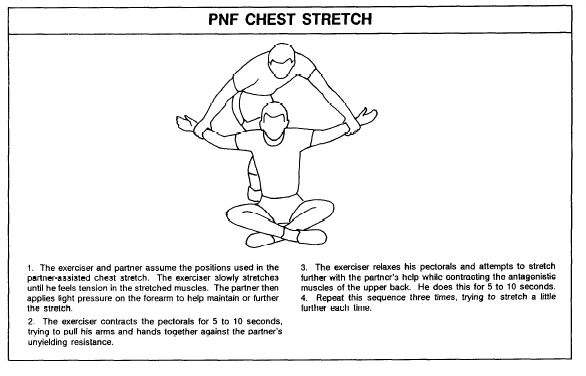 PNF CHEST STRETCH
1. The exerciser and partner assume the positions used in the
partner-assisted chest stretch. The exerciser slowly stretches
until he feels tension in the stretched muscles. The partner then
applies light pressure on the forearm to help maintain or further
the stretch.
2. The exerciser contracts the pectorals for 5 to 10 seconds,
trying to pull his arms and hands together against the partner's
unyielding resistance.
3. The exerciser relaxes his pectorals and attempts to stretch
further with the partner's help while contracting the antagonistic
muscles of the upper back. He does this for 5 to 10 seconds.
4. Repeat this sequence three times, trying to stretch a little
further each time.